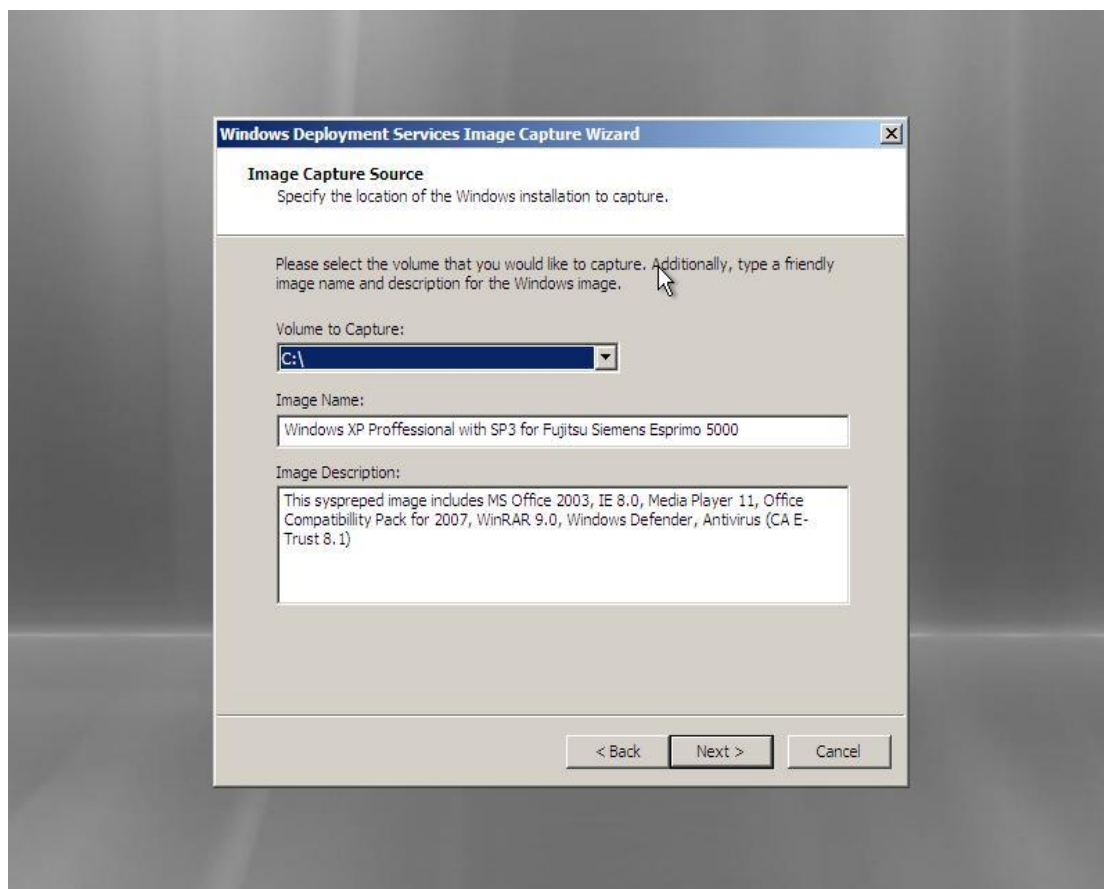 Windows Deployment Services Image Capture Wizard
Image Capture Source
Specify the location of the Windows installation to capture.
Please select the volume that you would like to capture. Additionally, type a friendly
image name and description for the Windows image.
Volume to Capture:
C:\
Image Name:
Windows XP Proffessional with SP3 for Fujitsu Siemens Esprimo 5000
Image Description:
This syspreped image includes MS Office 2003, IE 8.0, Media Player 11, Office
Compatibillity Pack for 2007, WinRAR 9.0, Windows Defender, Antivirus (CA E-
Trust 8.1)
< Back
Next >
Cancel